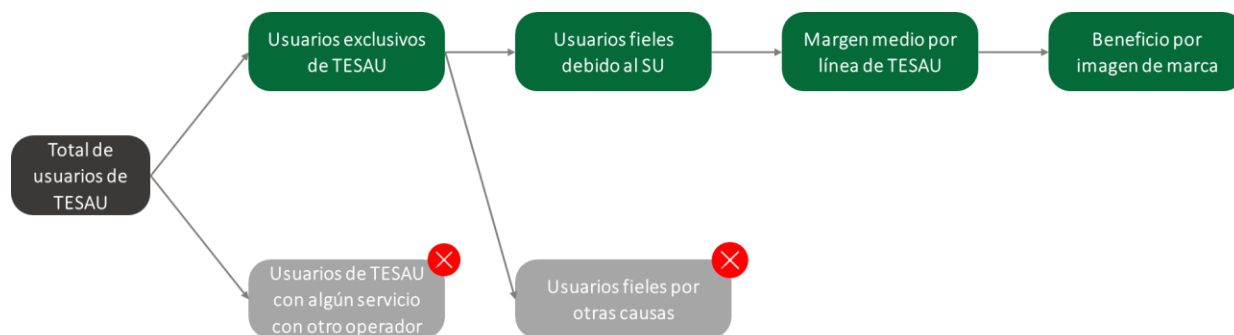 Usuarios exclusivos
de TESAU
Usuarios fieles
debido al SU
Margen medio por
línea de TESAU
Beneficio por
imagen de marca
Total de
usuarios de
TESAU
Usuarios de TESAU
con algún servicio
con otro operador
Usuarios fieles por
otras causas